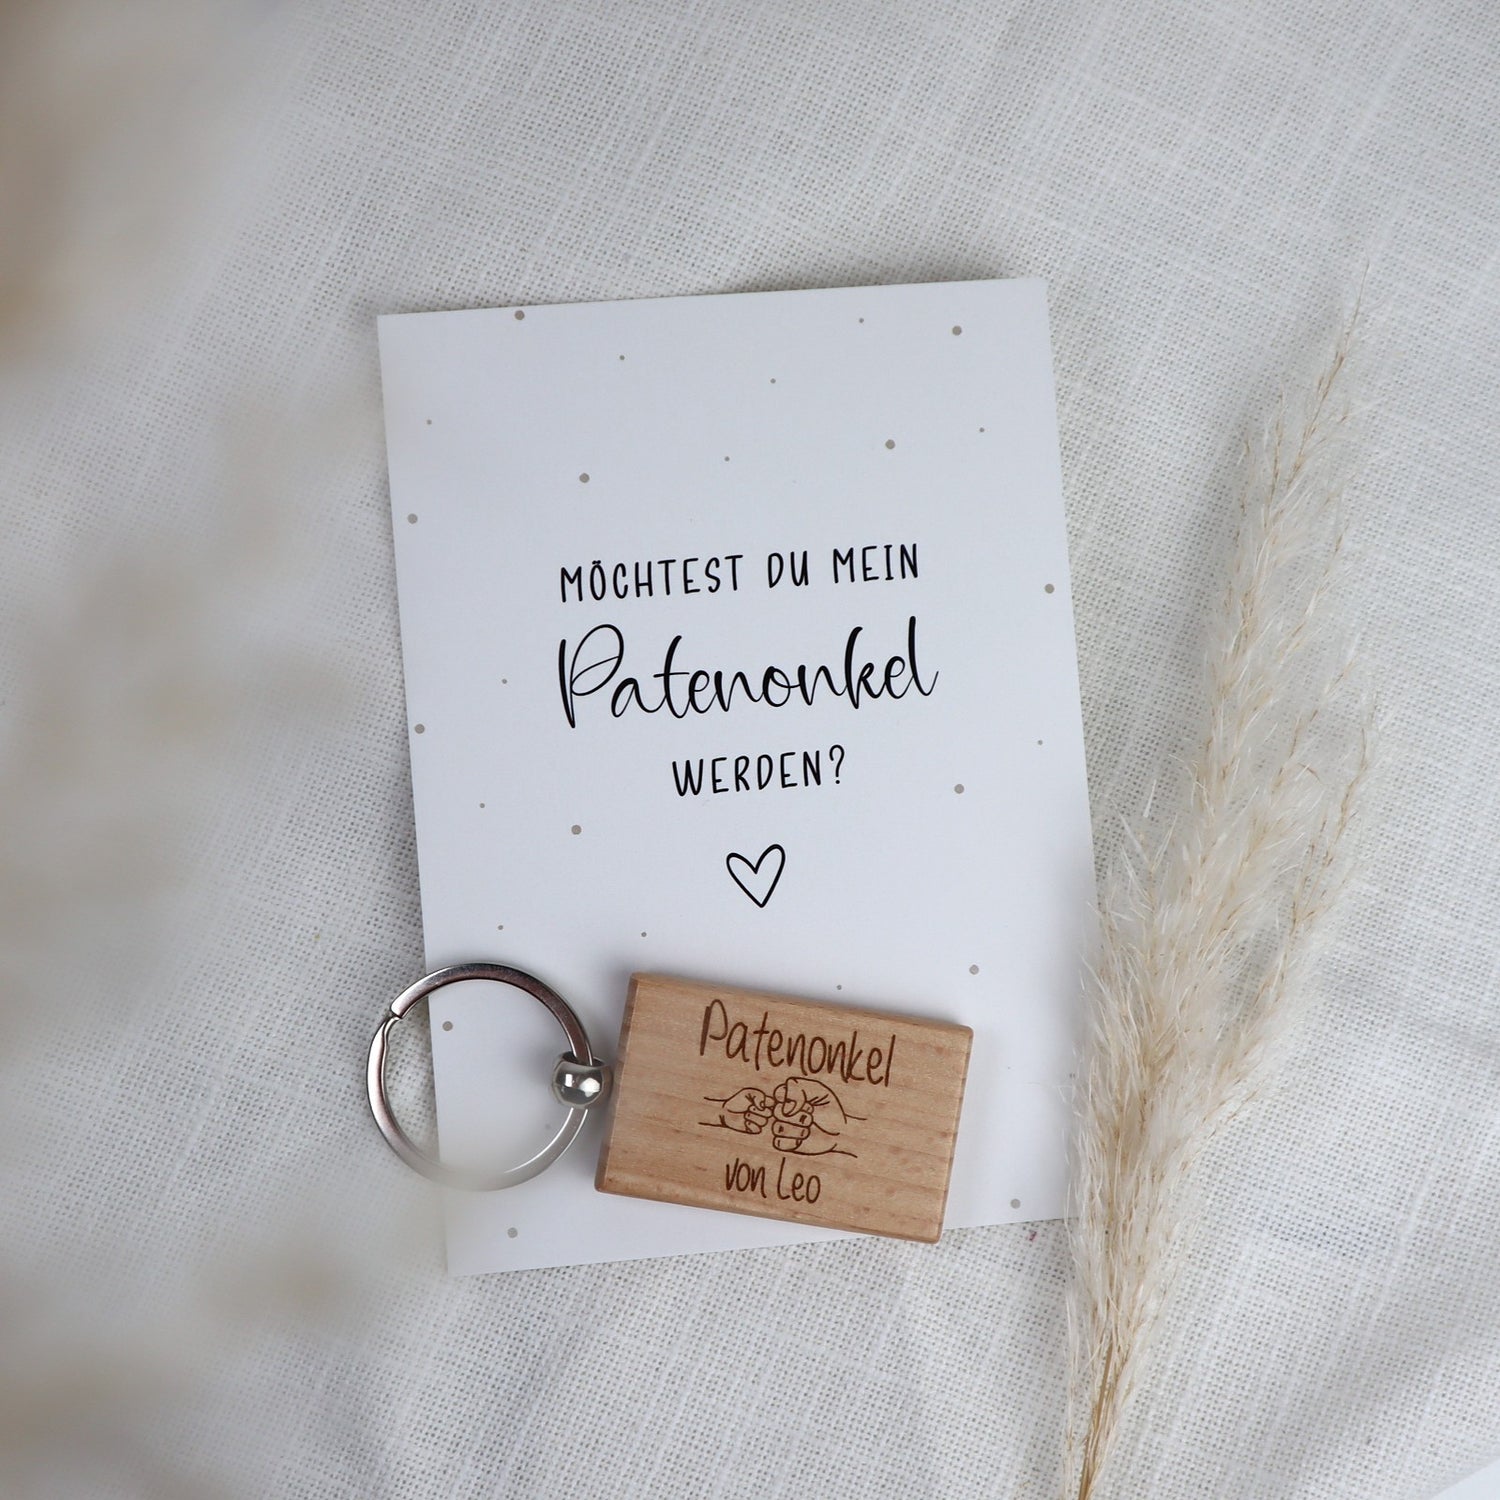 MÖCHTEST DU MEIN
Patenonkel
WERDEN?
Patenonkel
von Leo